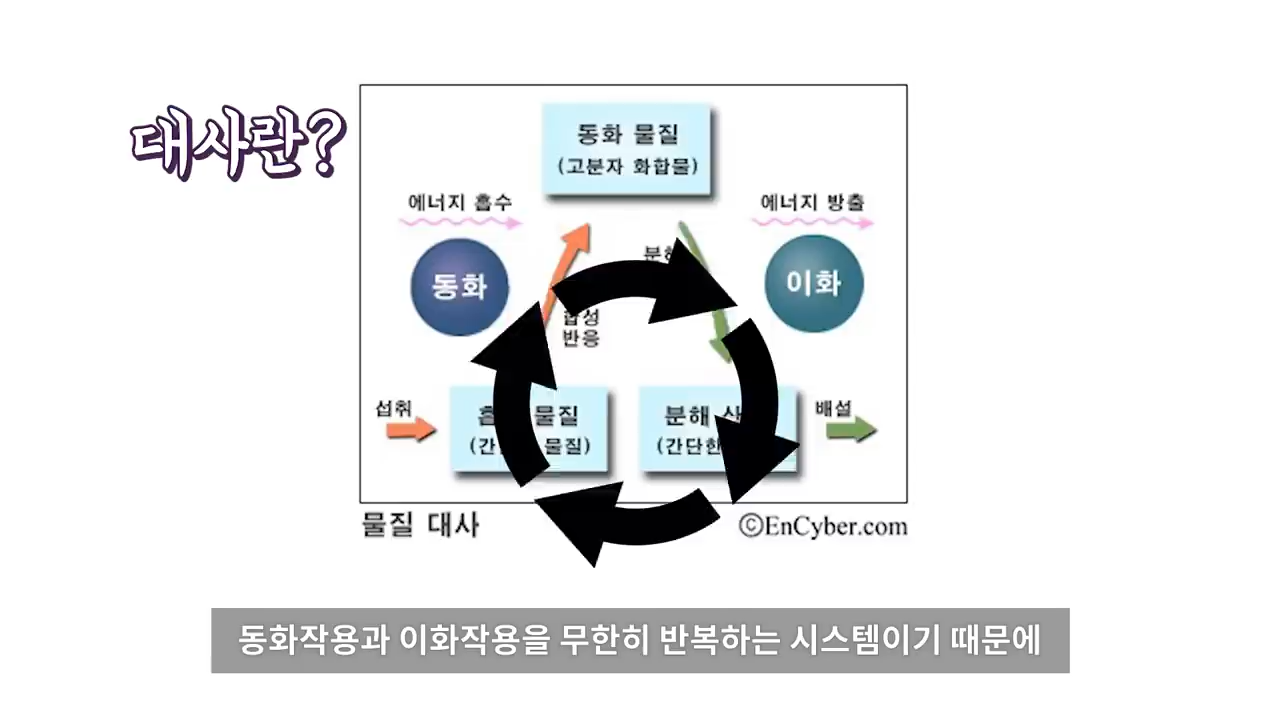 대사란?
동화 물질
(고분자 화합물)
에너지 흡수
에너지 방출
동화
이화
합성
반응
섭취
물질
물질)
분해
(간단한
배설
물질 대사
©EnCyber.com
동화작용과 이화작용을 무한히 반복하는 시스템이기 때문에